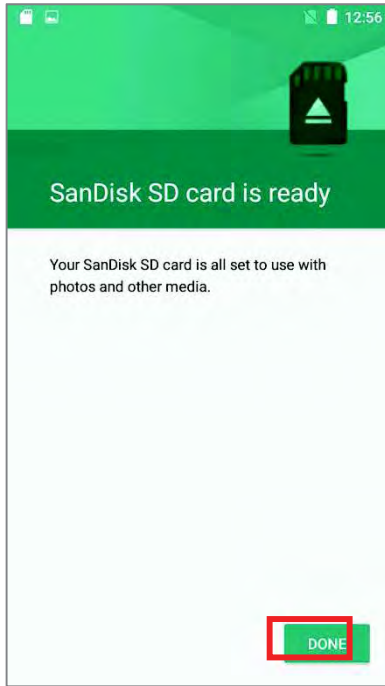 12:56
SanDisk SD card is ready
Your SanDisk SD card is all set to use with
photos and other media.
DONE